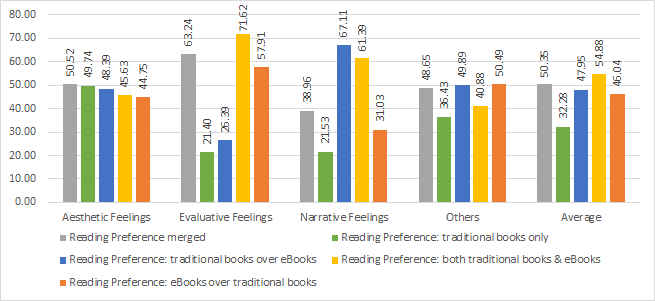 80.00
70.00
60.00
50.00
40.00
30.00
20.00
10.00
0.00
50.52 49.74 48.39 45.63 44.75
63.24 21.40 26.39 71.62 57.91
38.96 21.53 67.11 61.39 31.03
48.65 36.43 49.89 40.88 50.49
50.35 32.28 47.95 54.88 46.04
Aesthetic Feelings Evaluative Feelings Narrative Feelings Others Average
Reading Preference merged Reading Preference: traditional books only
Reading Preference: traditional books over eBooks Reading Preference: both traditional books & eBooks
Reading Preference: eBooks over traditional books